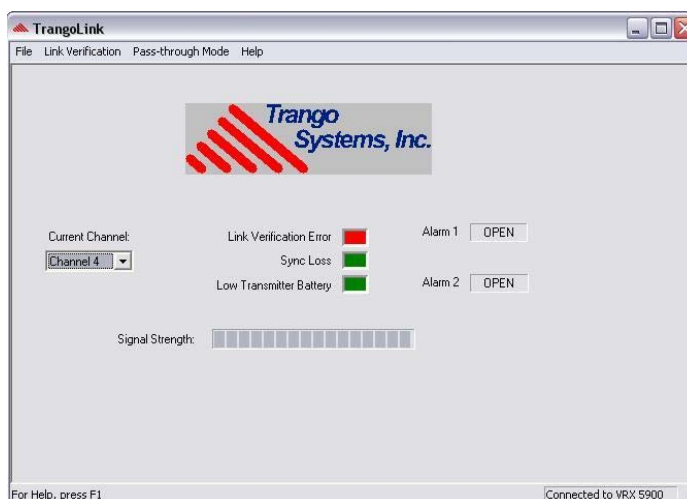 TrangoLink
File Link Verification Pass-through Mode Help
Trango
Systems, Inc.
Current Channel:
Channel 4
Link Verification Error
Sync Loss
Low Transmitter Battery
Alarm 1 OPEN
Alarm 2 OPEN
Signal Strength:
For Help, press F1
Connected to VRX 5900